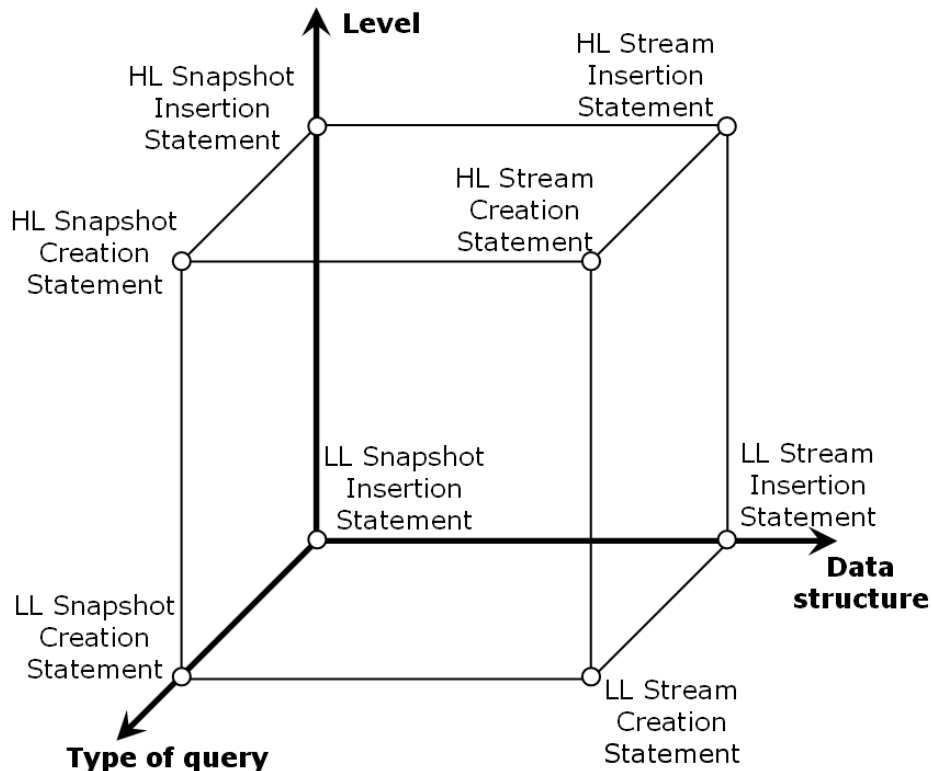 Level
HL Snapshot
Insertion
Statement
HL Stream
Insertion
Statement
HL Snapshot
Creation
Statement
HL Stream
Creation
Statement
LL Snapshot
Insertion
Statement
LL Stream
Insertion
Statement
Data
structure
LL Snapshot
Creation
Statement
LL Stream
Creation
Statement
Type of query